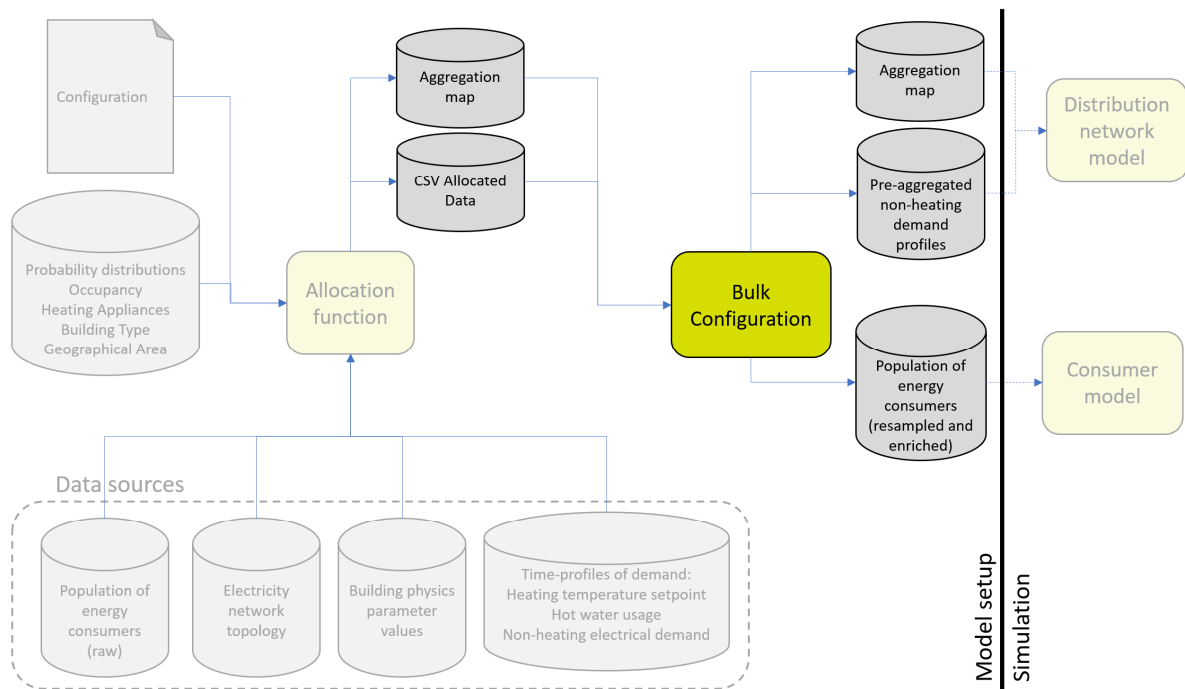 Configuration
Probability distributions
Occupancy
Heating Appliances
Building Type
Geographical Area
Allocation
function
Aggregation
map
CSV Allocated
Data
Bulk
Configuration
Aggregation
map
Pre-aggregated
non-heating
demand
profiles
Population of
energy
consumers
(resampled and
enriched)
Distribution
network
model
Consumer
model
Data sources
Population of
energy
consumers
(raw)
Electricity
network
topology
Building physics
parameter
values
Time-profiles of demand:
Heating temperature setpoint
Hot water usage
Non-heating electrical demand
Model setup
Simulation